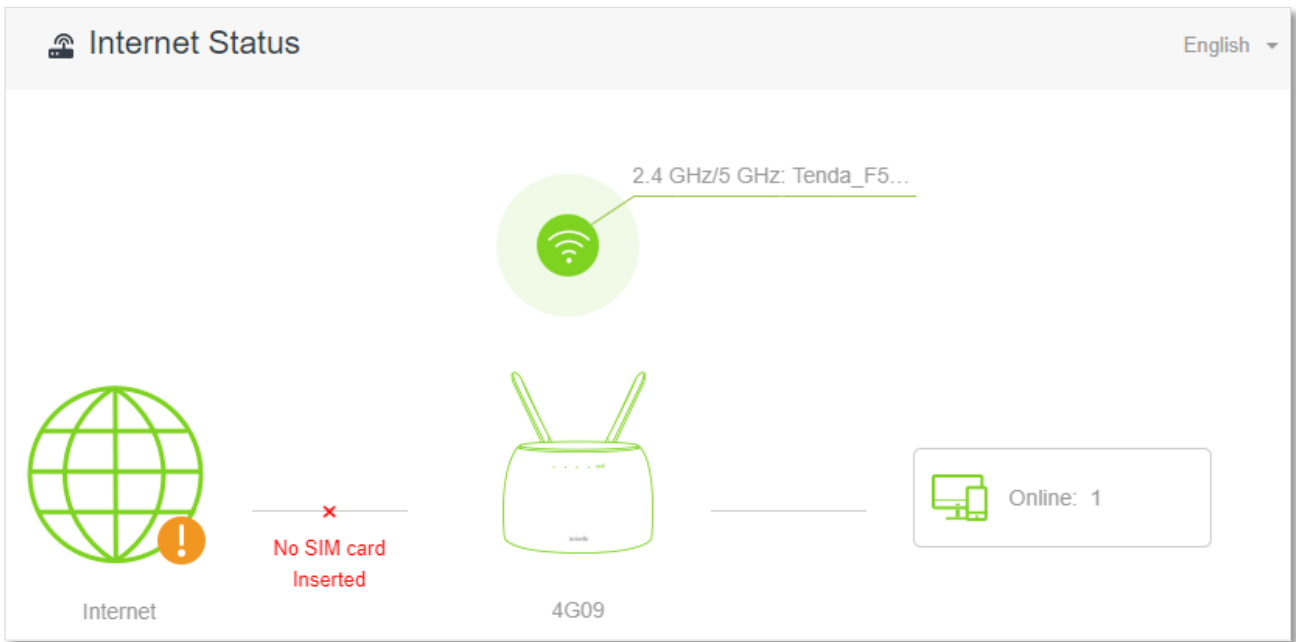 Internet Status
English
2.4 GHz/5 GHz: Tenda_F5...
No SIM card
Inserted
Online: 1
Internet
4G09